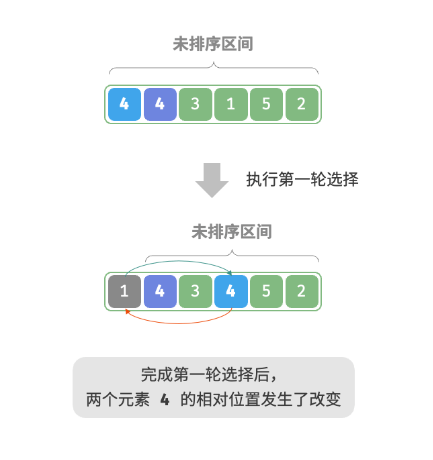 未排序区间
4 4 3 1 5 2
执行第一轮选择
未排序区间
1 4 3 4 5 2
完成第一轮选择后，
两个元素 4 的相对位置发生了改变